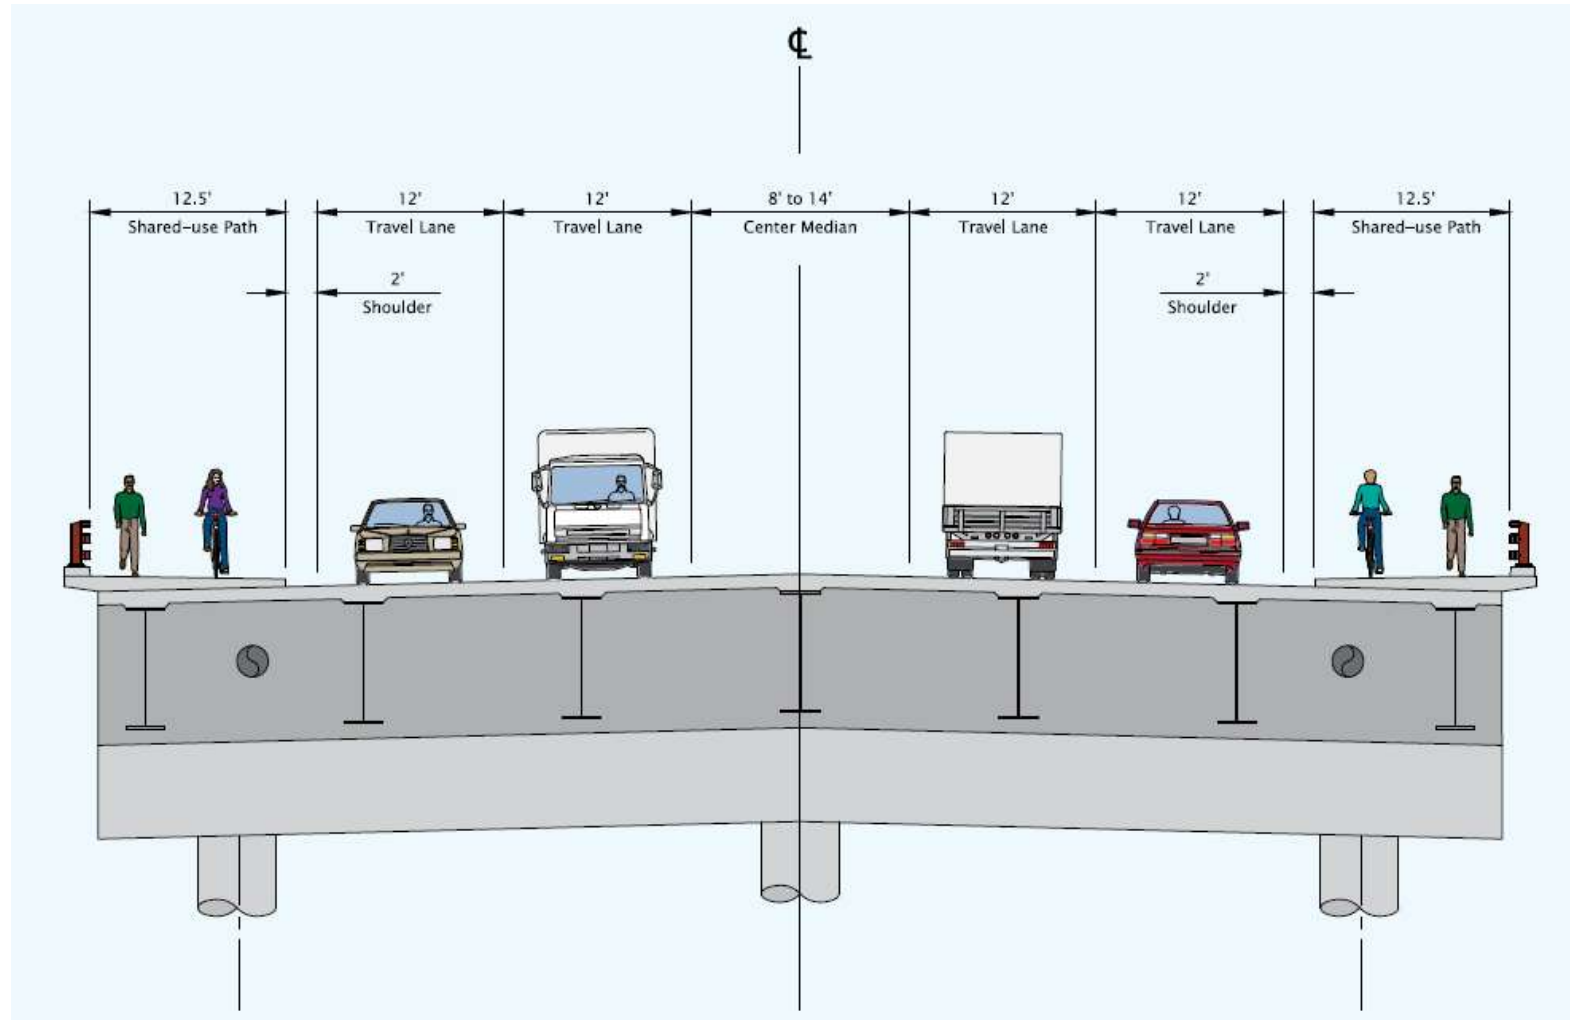 ℄
12.5'
Shared-use Path
12'
Travel Lane
12'
Travel Lane
8' to 14'
Center Median
12'
Travel Lane
12'
Travel Lane
12.5'
Shared-use Path
2'
Shoulder
2'
Shoulder